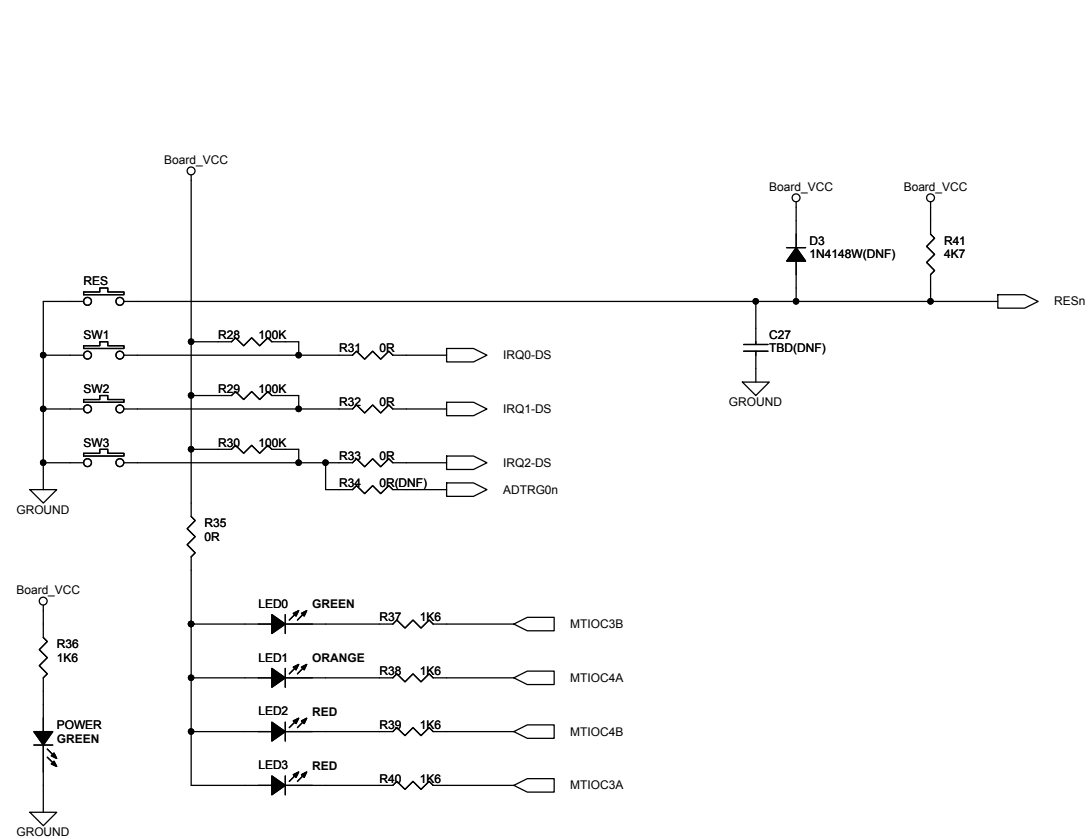 Board_VCC
Board_VCC
Board_VCC
D3
1N4148W(DNF)
R41
4K7
RES
RESn
SW1
R28 100K
R31 0R
IRQ0-DS
C27
TBD(DNF)
GROUND
SW2
R29 100K
R32 0R
IRQ1-DS
SW3
R30 100K
R33 0R
IRQ2-DS
R34 0R(DNF)
ADTRG0n
GROUND
R35
0R
Board_VCC
R36
1K6
POWER
GREEN
GROUND
LED0 GREEN
R37 1K6
MTIOC3B
LED1 ORANGE
R38 1K6
MTIOC4A
LED2 RED
R39 1K6
MTIOC4B
LED3 RED
R40 1K6
MTIOC3A